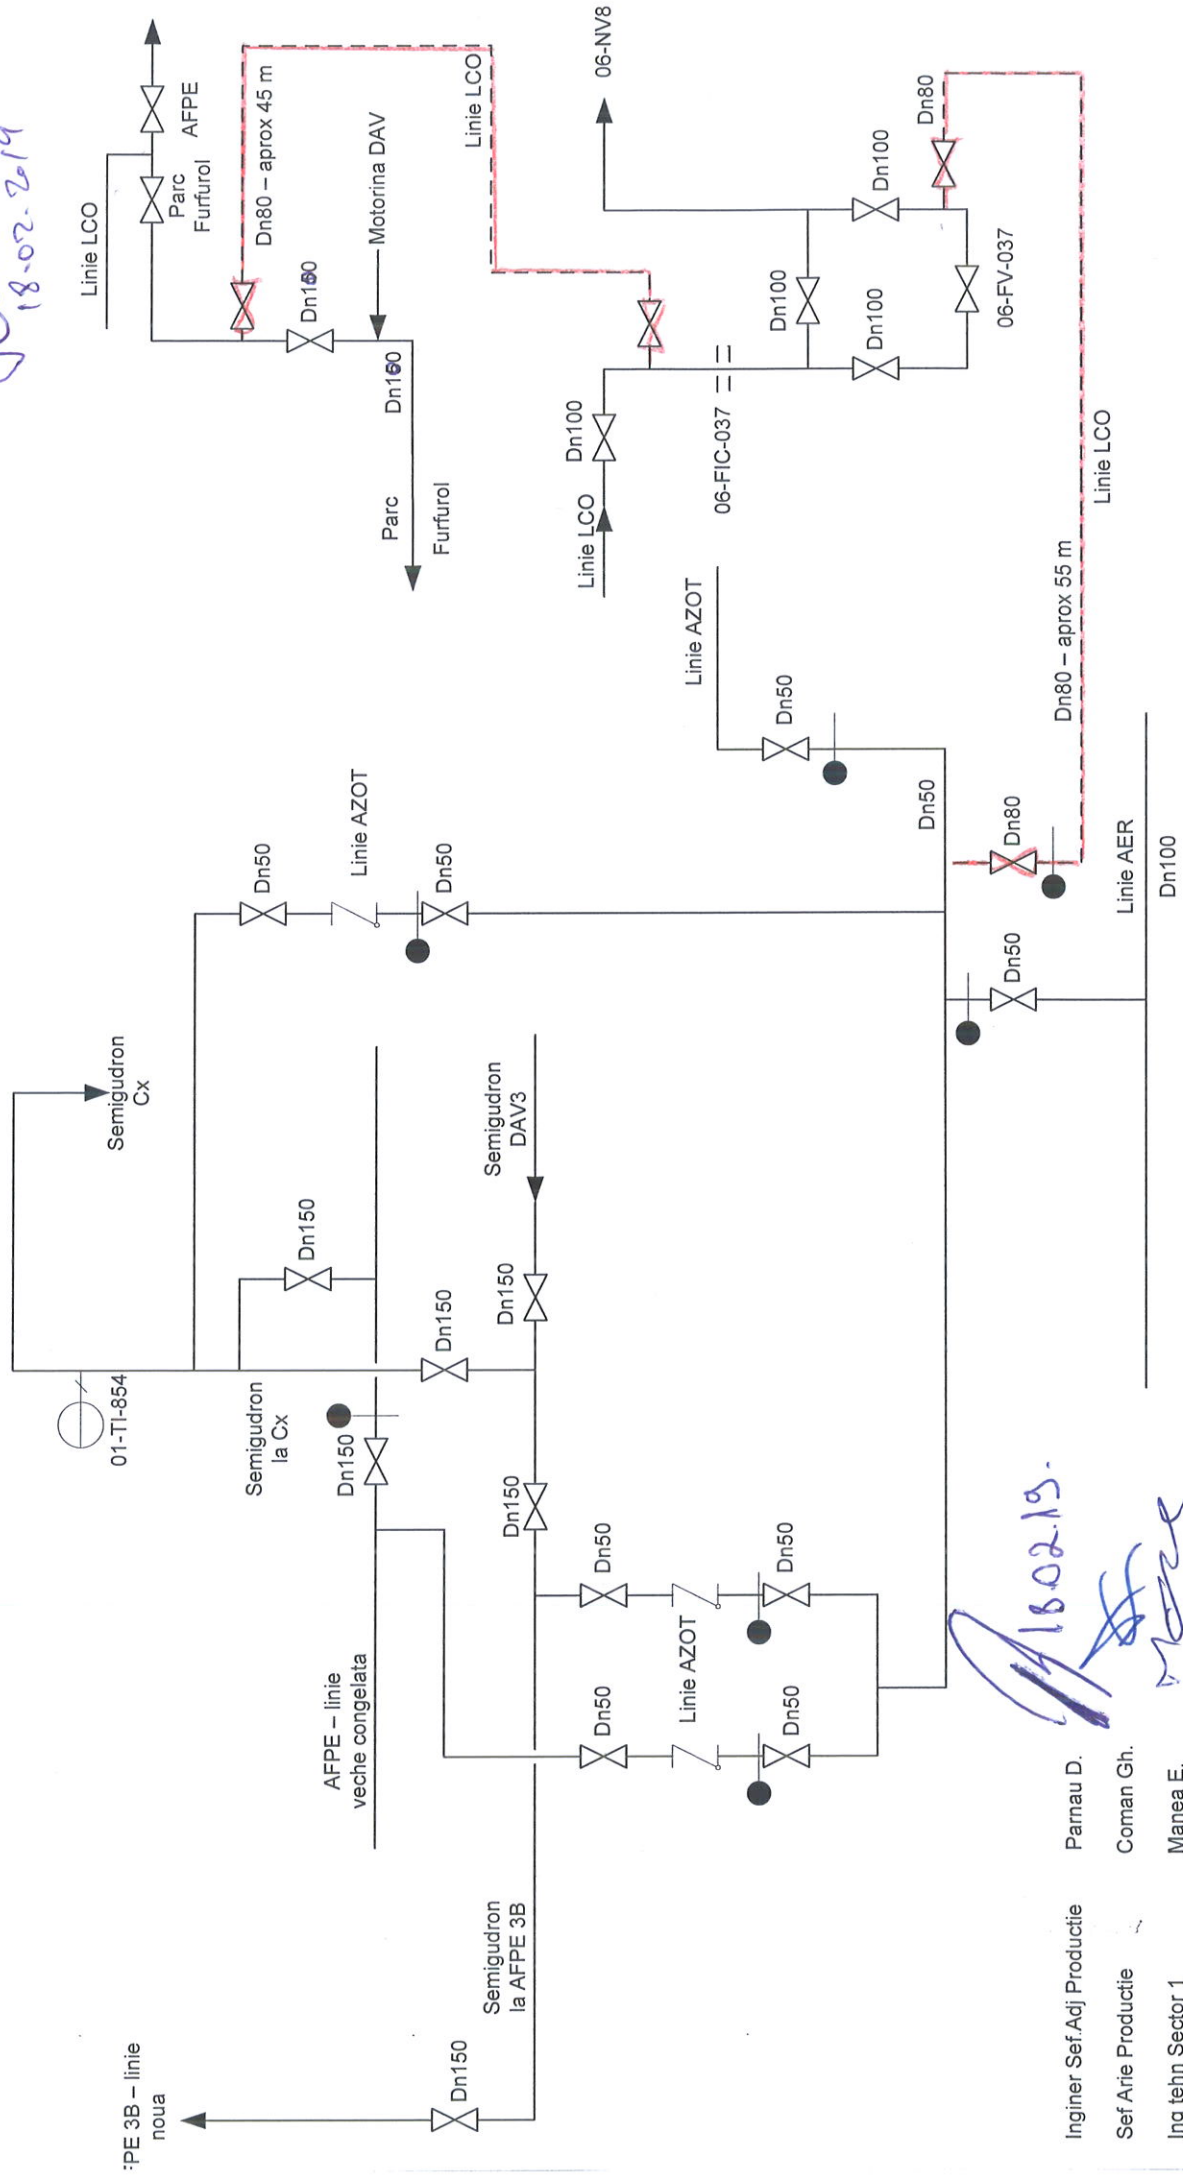 18-02-2019
Linie LCO
AFPE
Parc
Furfurol
Dn80 – aprox 45 m
Dn150
Motorina DAV
Dn150
Parc
Furfurol
Linie LCO
06-NV8
Dn80
Dn100
Dn100
Dn100
06-FV-037
Dn100
Linie LCO
06-FIC-037
Linie LCO
Dn80 – aprox 55 m
Linie AZOT
Dn50
Dn50
Dn80
Linie AER
Dn100
Dn50
Dn50
Linie AZOT
Dn50
Semigudron
Cx
01-TI-854
Dn150
Semigudron
la Cx
Dn150
Dn150
Semigudron
DAV3
Dn150
Dn150
AFPE – linie
veche congelata
Dn50
Dn50
Linie AZOT
Dn50
Dn50
Semigudron
la AFPE 3B
PE 3B – linie
noua
Dn150
Inginer Sef.Adj Productie Parnau D. 18.02.19.
Sef Arie Productie Coman Gh.
Ing tehn Sector 1 Manea E.